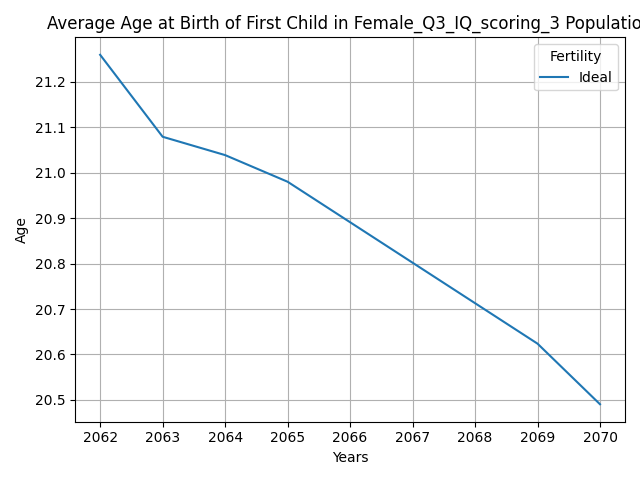 Average Age at Birth of First Child in Female_Q3_IQ_scoring_3 Populatio
Fertility
Ideal
21.2
21.1
21.0
20.9
20.8
20.7
20.6
20.5
Age
2062 2063 2064 2065 2066 2067 2068 2069 2070
Years